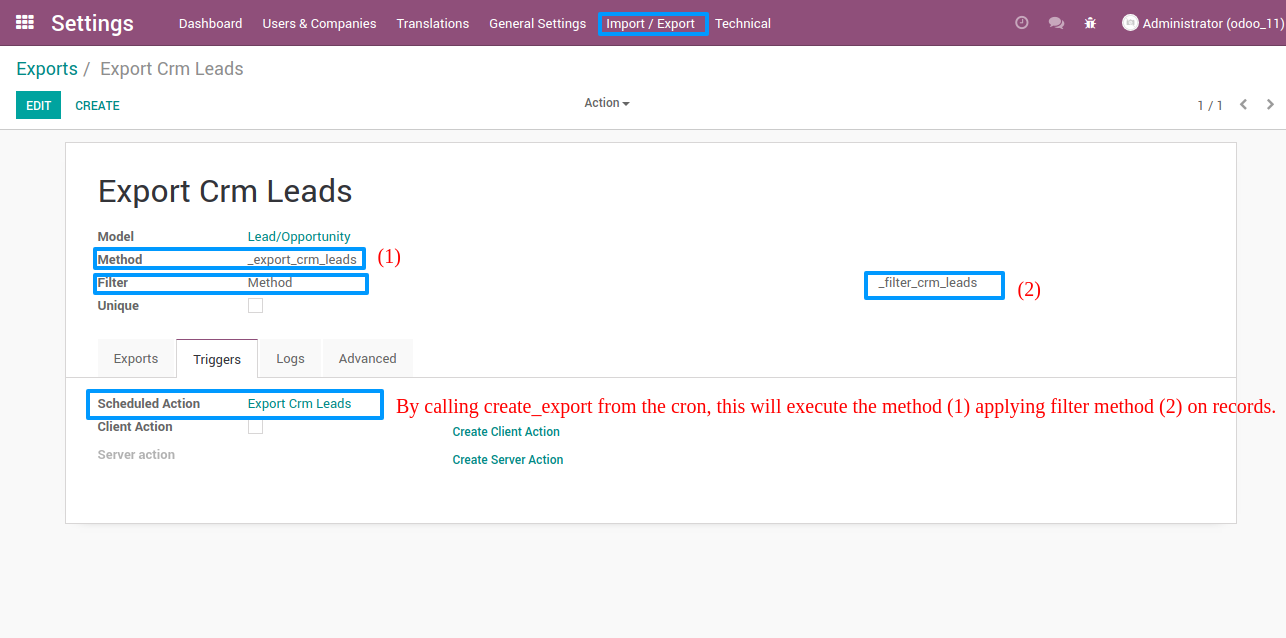 Settings Dashboard Users & Companies Translations General Settings Import / Export Technical Administrator (odoo_11)
Exports / Export Crm Leads
EDIT CREATE Action 1 / 1
Export Crm Leads
Model Lead/Opportunity
Method _export_crm_leads (1)
Filter Method _filter_crm_leads (2)
Unique
Exports Triggers Logs Advanced
Scheduled Action Export Crm Leads By calling create_export from the cron, this will execute the method (1) applying filter method (2) on records.
Client Action Create Client Action
Server action Create Server Action